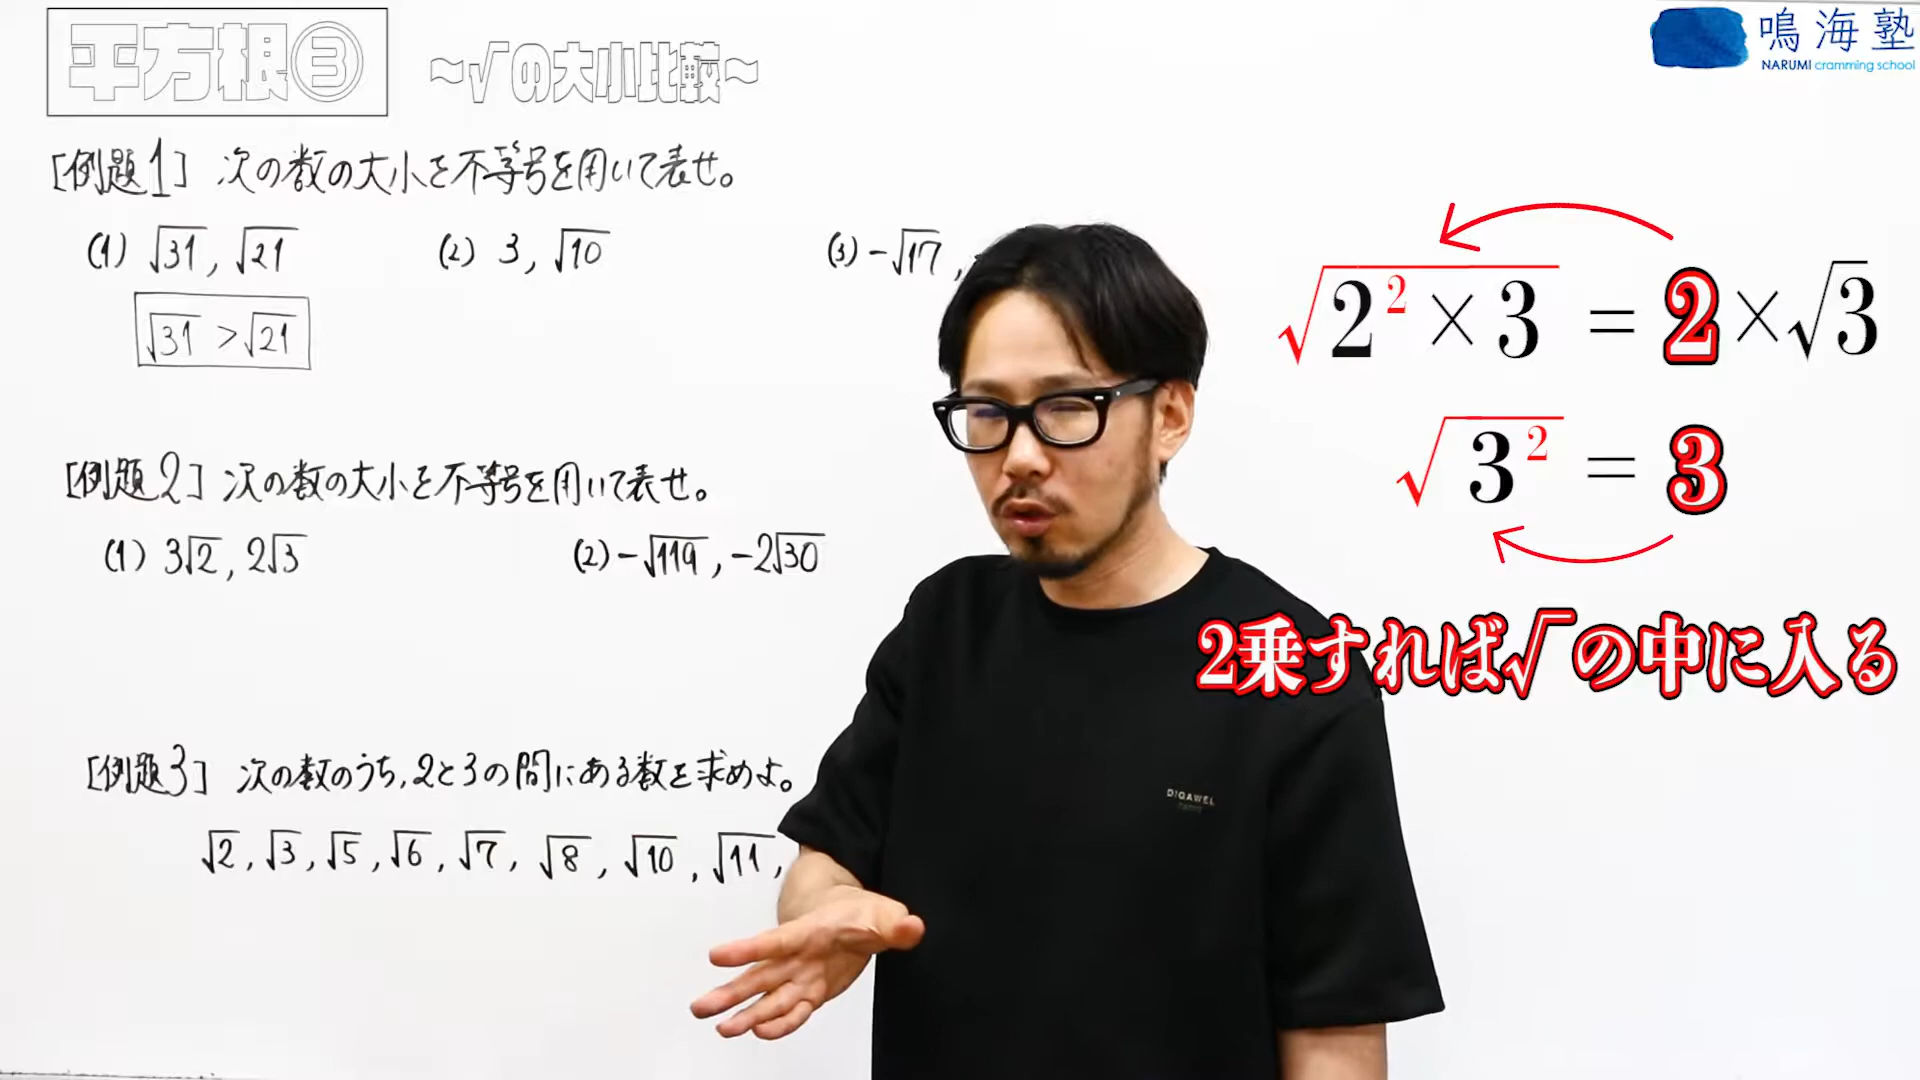 平方根③ ~√の大小比較~
鳴海塾
NARUMI cramming school
[例題1] 次の数の大小を不等号を用いて表せ。
(1) √31, √21 (2) 3, √10 (3) -√17,
√31 > √21
√2²×3 = 2×√3
√3² = 3
2乗すれば√の中に入る
[例題2] 次の数の大小を不等号を用いて表せ。
(1) 3√2, 2√3 (2) -√119, -2√30
[例題3] 次の数のうち, 2と3の間にある数を求めよ。
√2, √3, √5, √6, √7, √8, √10, √11,
DIGAWEL